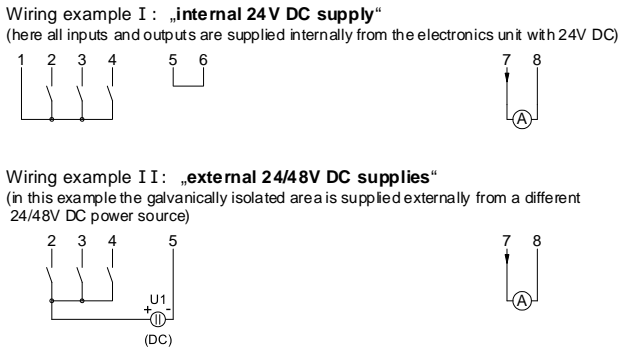 Wiring example I: „internal 24V DC supply“
(here all inputs and outputs are supplied internally from the electronics unit with 24V DC)
1 2 3 4 5 6 7 8
A
Wiring example II: „external 24/48V DC supplies“
(in this example the galvanically isolated area is supplied externally from a different
24/48V DC power source)
2 3 4 5 7 8
U1
+ -
A
(DC)